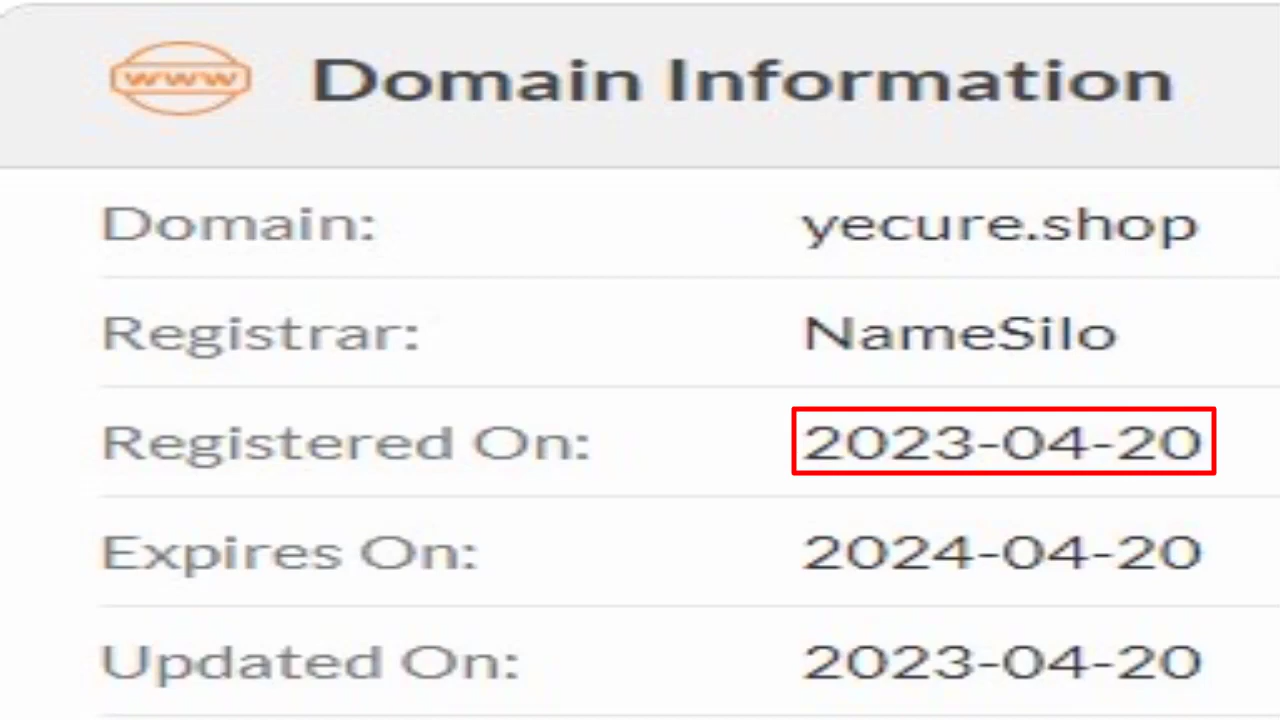 www Domain Information
Domain: yecure.shop
Registrar: NameSilo
Registered On: 2023-04-20
Expires On: 2024-04-20
Updated On: 2023-04-20